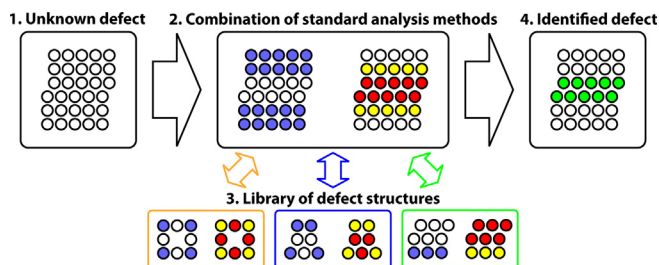 1. Unknown defect
2. Combination of standard analysis methods
4. Identified defect
3. Library of defect structures